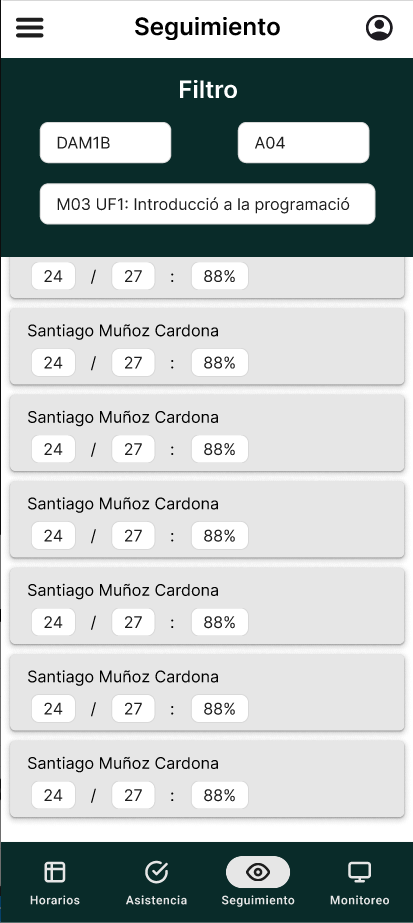 Seguimiento
Filtro
DAM1B A04
M03 UF1: Introducció a la programació
24 / 27 : 88%
Santiago Muñoz Cardona
24 / 27 : 88%
Santiago Muñoz Cardona
24 / 27 : 88%
Santiago Muñoz Cardona
24 / 27 : 88%
Santiago Muñoz Cardona
24 / 27 : 88%
Santiago Muñoz Cardona
24 / 27 : 88%
Santiago Muñoz Cardona
24 / 27 : 88%
Horarios Asistencia Seguimiento Monitoreo